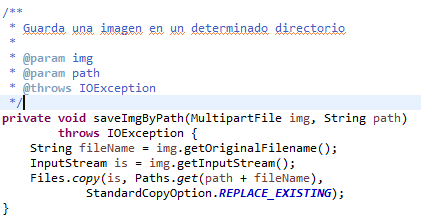 /**
 * Guarda una imagen en un determinado directorio
 *
 * @param img
 * @param path
 * @throws IOException
 */
private void saveImgByPath(MultipartFile img, String path)
        throws IOException {
    String fileName = img.getOriginalFilename();
    InputStream is = img.getInputStream();
    Files.copy(is, Paths.get(path + fileName),
            StandardCopyOption.REPLACE_EXISTING);
}